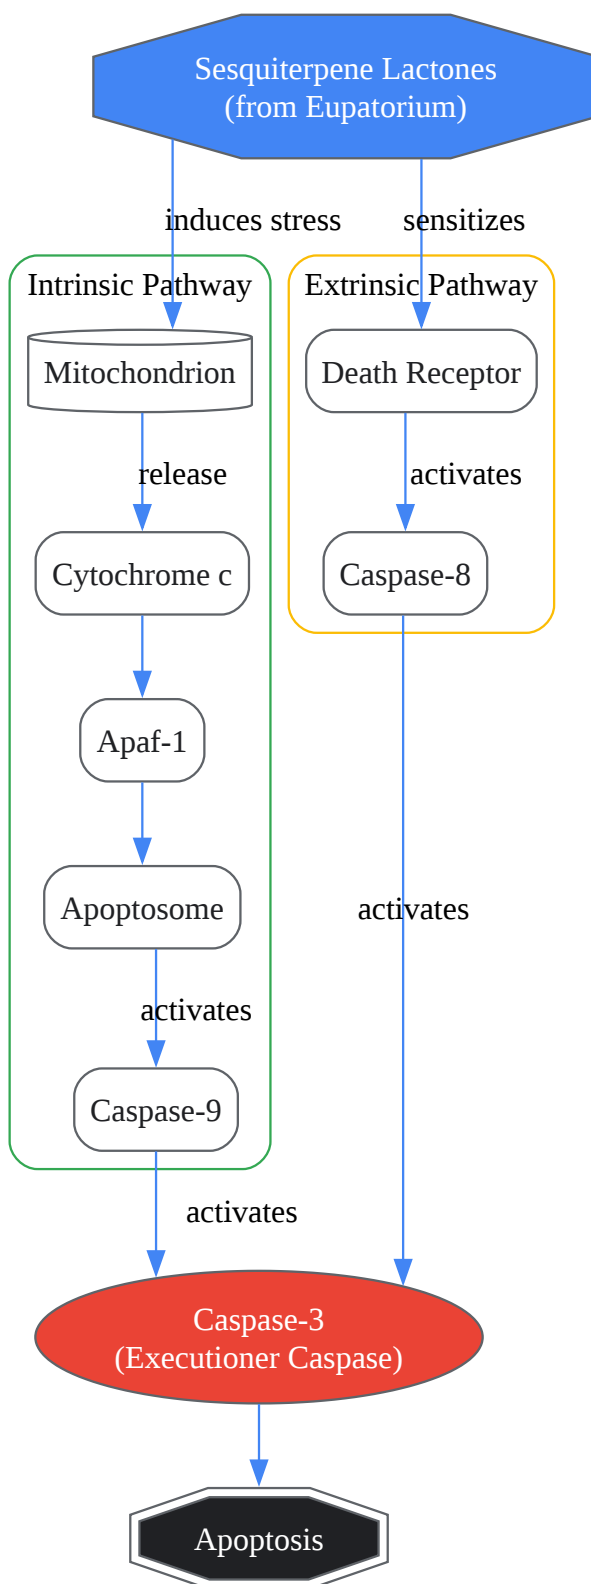 Sesquiterpene Lactones
(from Eupatorium)
induces stress
sensitizes
Intrinsic Pathway
Extrinsic Pathway
Mitochondrion
Death Receptor
release
activates
Cytochrome c
Caspase-8
Apaf-1
Apoptosome
activates
activates
Caspase-9
activates
Caspase-3
(Executioner Caspase)
Apoptosis